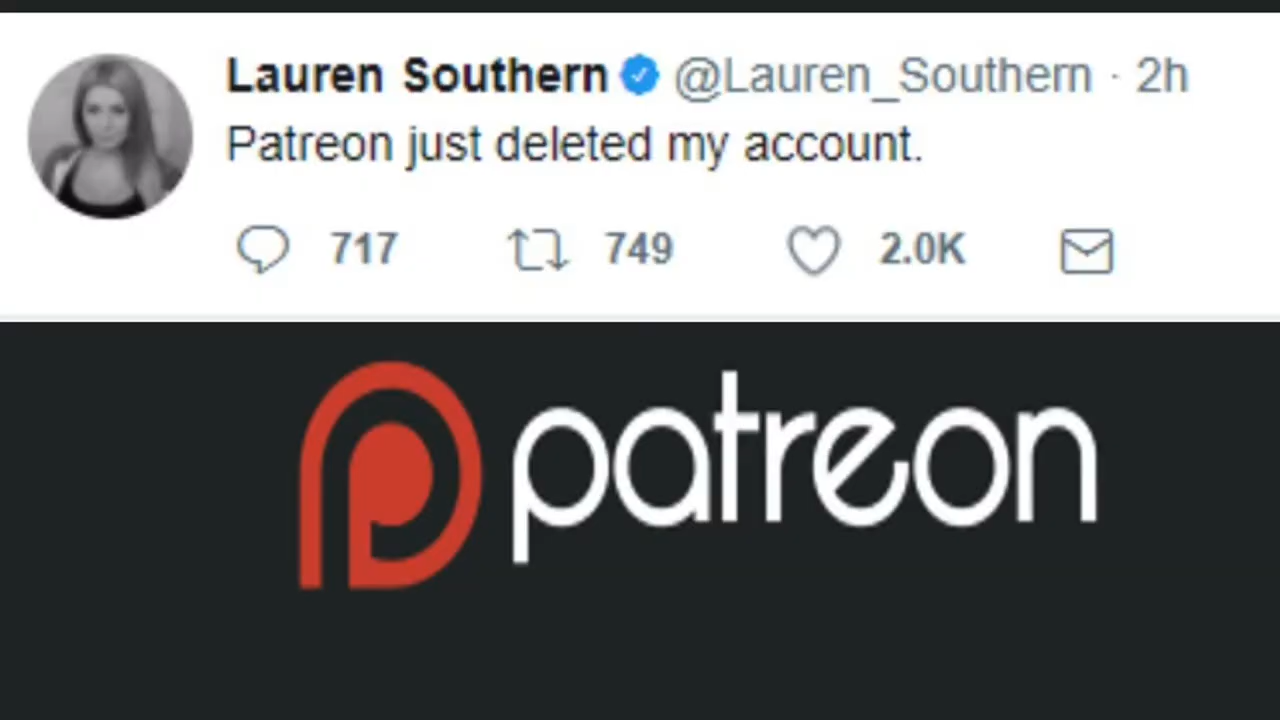 Lauren Southern @Lauren_Southern · 2h
Patreon just deleted my account.
717 749 2.0K
patreon